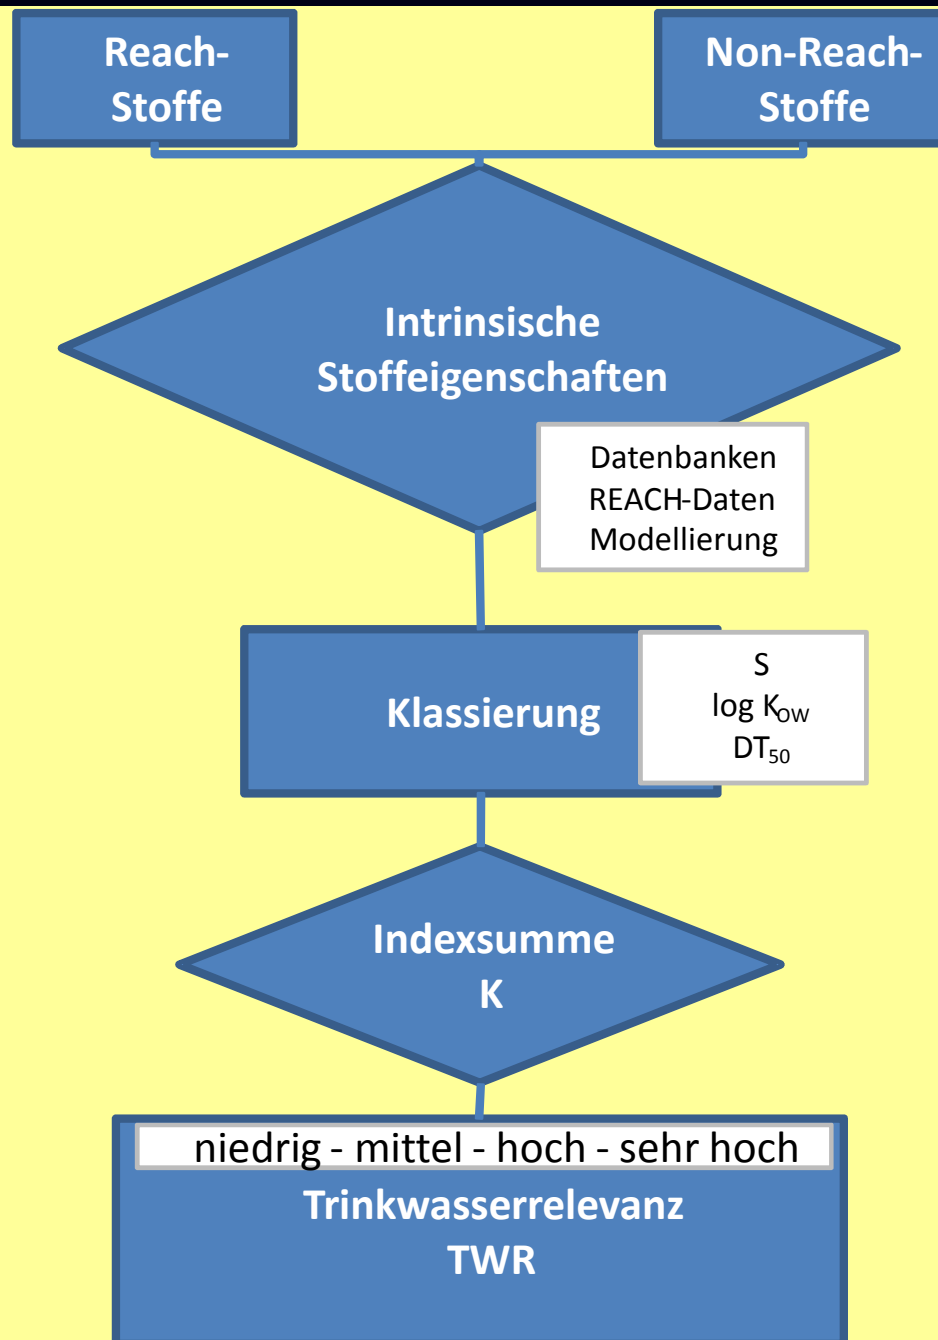 Reach-
Stoffe
Non-Reach-
Stoffe
Intrinsische
Stoffeigenschaften
Datenbanken
REACH-Daten
Modellierung
Klassierung
S
log K_OW
DT₅₀
Indexsumme
K
niedrig - mittel - hoch - sehr hoch
Trinkwasserrelevanz
TWR